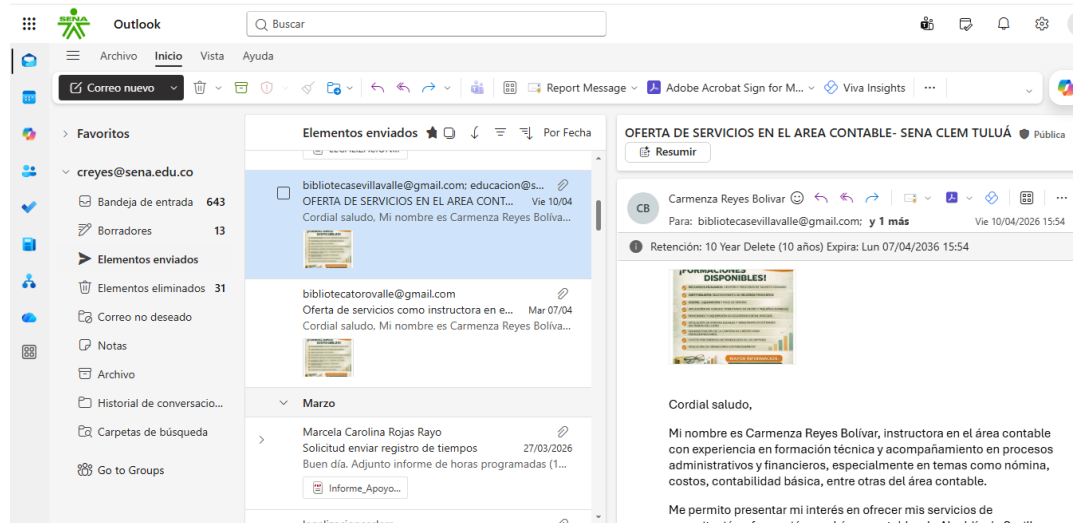 SENA
Outlook
Buscar
Archivo Inicio Vista Ayuda
Correo nuevo
Report Message
Adobe Acrobat Sign for M...
Viva Insights
Favoritos
creyes@sena.edu.co
Bandeja de entrada 643
Borradores 13
Elementos enviados
Elementos eliminados 31
Correo no deseado
Notas
Archivo
Historial de conversacio...
Carpetas de búsqueda
Go to Groups
Elementos enviados
Por Fecha
bibliotecasevillavalle@gmail.com; educacion@s...
OFERTA DE SERVICIOS EN EL AREA CONT... Vie 10/04
Cordial saludo, Mi nombre es Carmenza Reyes Bolíva...
bibliotecatorovalle@gmail.com
Oferta de servicios como instructora en e... Mar 07/04
Cordial saludo, Mi nombre es Carmenza Reyes Bolíva...
Marzo
Marcela Carolina Rojas Rayo
Solicitud enviar registro de tiempos 27/03/2026
Buen día. Adjunto informe de horas programadas (1...
Informe_Apoyo...
OFERTA DE SERVICIOS EN EL AREA CONTABLE- SENA CLEM TULUÁ Pública
Resumir
CB
Carmenza Reyes Bolivar
Para: bibliotecasevillavalle@gmail.com; y 1 más Vie 10/04/2026 15:54
Retención: 10 Year Delete (10 años) Expira: Lun 07/04/2036 15:54
¡FORMACIONES
DISPONIBLES!
Cordial saludo,
Mi nombre es Carmenza Reyes Bolívar, instructora en el área contable
con experiencia en formación técnica y acompañamiento en procesos
administrativos y financieros, especialmente en temas como nómina,
costos, contabilidad básica, entre otras del área contable.
Me permito presentar mi interés en ofrecer mis servicios de